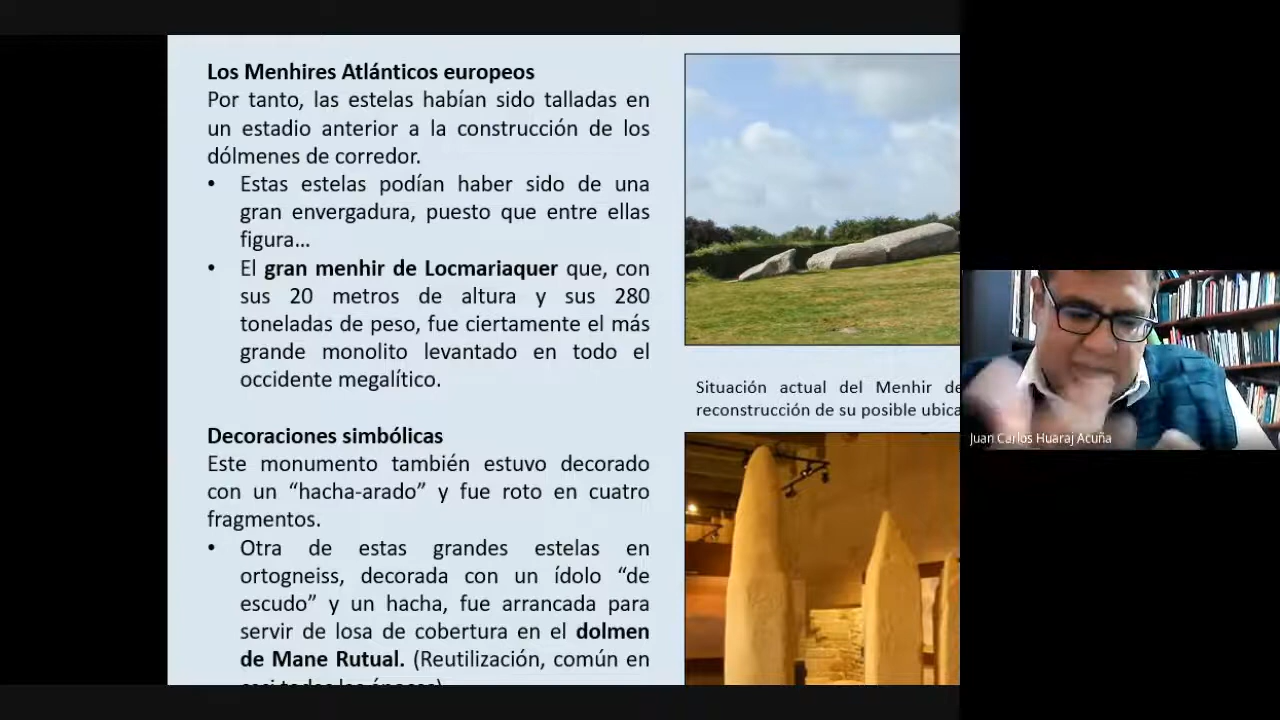 Los Menhires Atlánticos europeos
Por tanto, las estelas habían sido talladas en
un estadio anterior a la construcción de los
dólmenes de corredor.
• Estas estelas podían haber sido de una
gran envergadura, puesto que entre ellas
figura...
• El gran menhir de Locmariaquer que, con
sus 20 metros de altura y sus 280
toneladas de peso, fue ciertamente el más
grande monolito levantado en todo el
occidente megalítico.
Decoraciones simbólicas
Este monumento también estuvo decorado
con un “hacha-arado” y fue roto en cuatro
fragmentos.
• Otra de estas grandes estelas en
ortogneiss, decorada con un ídolo “de
escudo” y un hacha, fue arrancada para
servir de losa de cobertura en el dolmen
de Mane Rutual. (Reutilización, común en
Situación actual del Menhir de
reconstrucción de su posible
Juan Carlos Huaraj Acuña